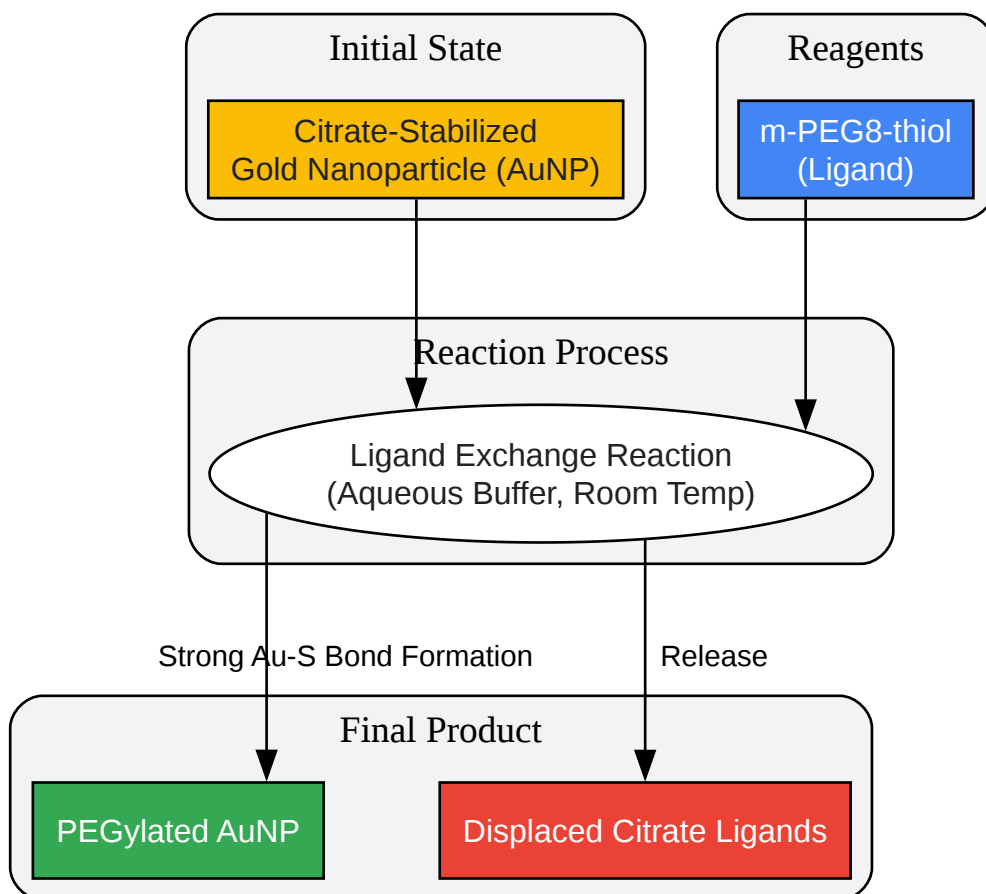 Initial State
Reagents
Citrate-Stabilized
Gold Nanoparticle (AuNP)
m-PEG8-thiol
(Ligand)
Reaction Process
Ligand Exchange Reaction
(Aqueous Buffer, Room Temp)
Strong Au-S Bond Formation
Release
Final Product
PEGylated AuNP
Displaced Citrate Ligands